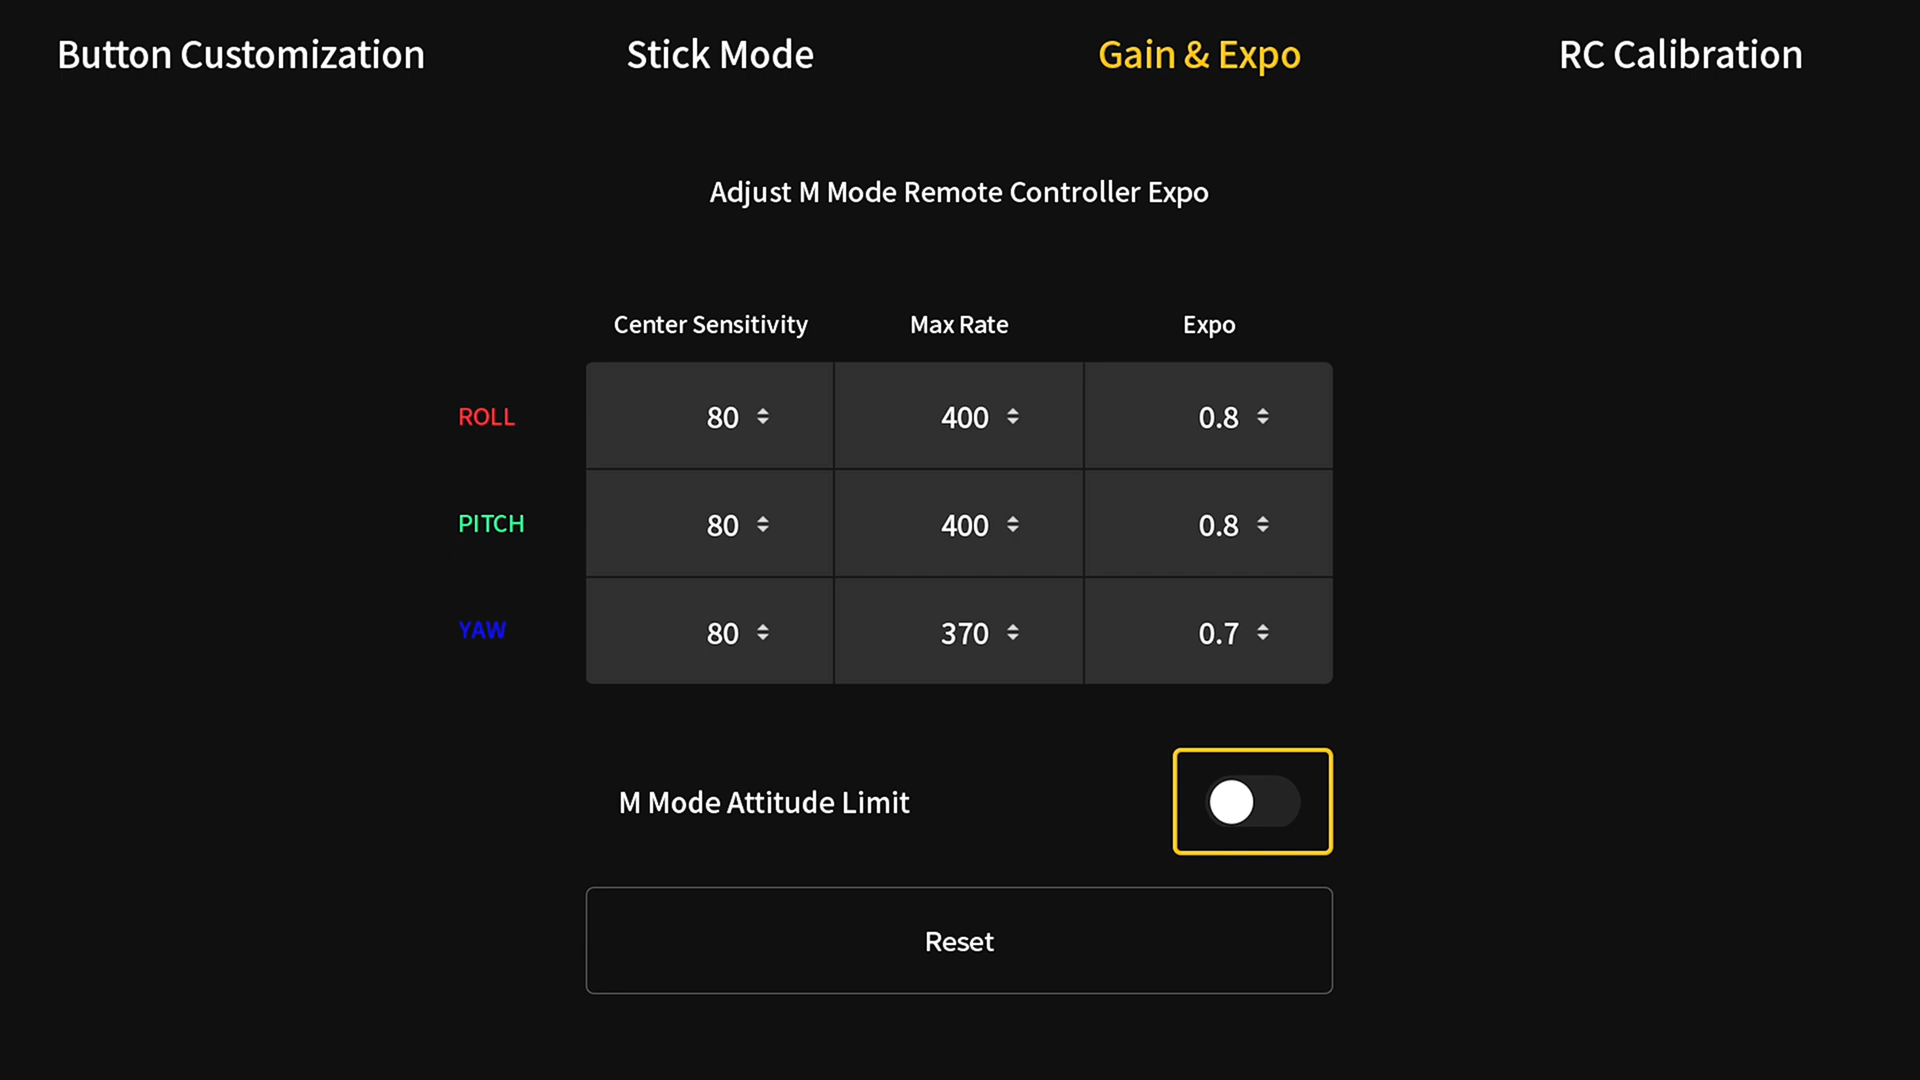 Button Customization Stick Mode Gain & Expo RC Calibration
Adjust M Mode Remote Controller Expo
Center Sensitivity Max Rate Expo
ROLL 80 400 0.8
PITCH 80 400 0.8
YAW 80 370 0.7
M Mode Attitude Limit
Reset